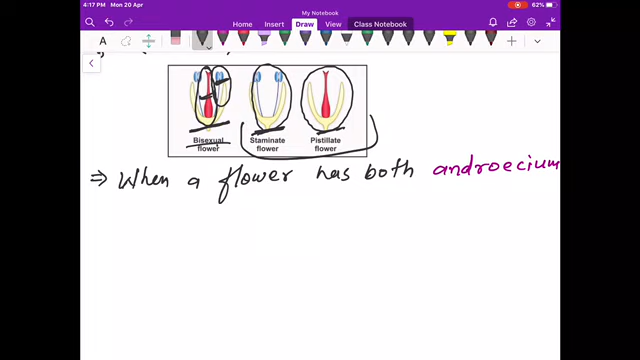 4:17 PM Mon 20 Apr
My Notebook
62%
Home Insert Draw View Class Notebook
A
Bisexual flower
Staminate flower
Pistillate flower
⇒ When a flower has both androecium